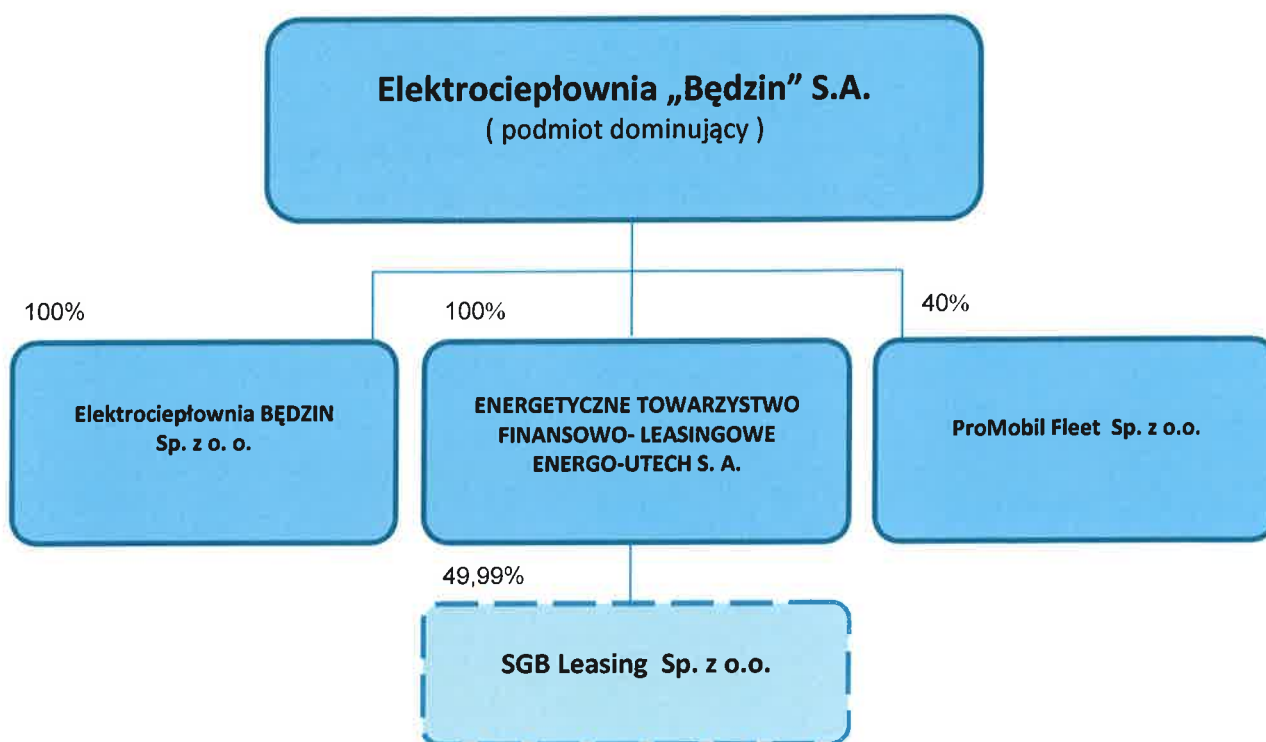 Elektrociepłownia „Będzin” S.A.
( podmiot dominujący )
100%
100%
40%
Elektrociepłownia BĘDZIN
Sp. z o. o.
ENERGETYCZNE TOWARZYSTWO
FINANSOWO- LEASINGOWE
ENERGO-UTECH S. A.
ProMobil Fleet Sp. z o.o.
49,99%
SGB Leasing Sp. z o.o.